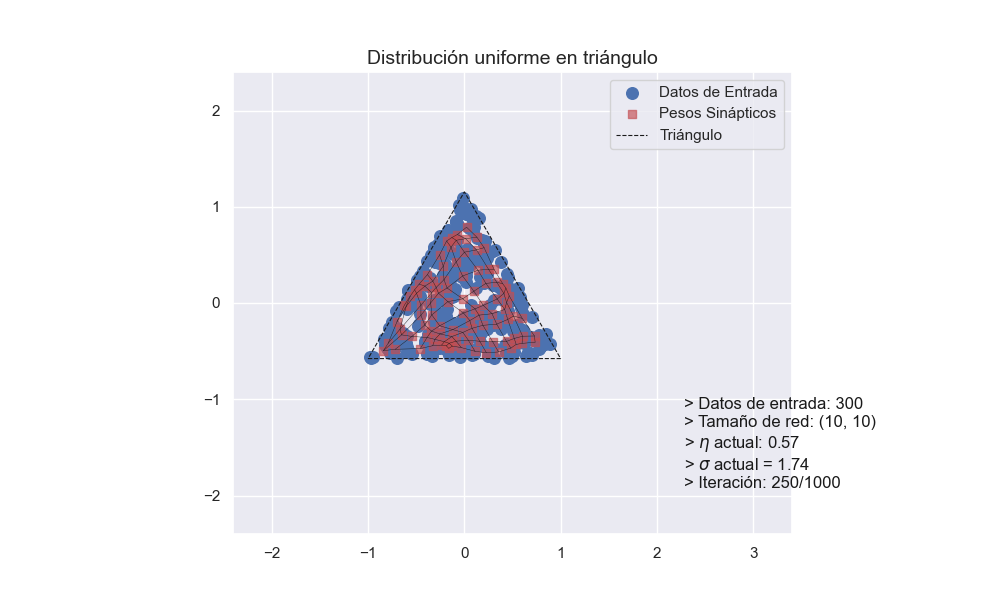 Distribución uniforme en triángulo
Datos de Entrada
Pesos Sinápticos
Triángulo
2
1
0
−1
−2
> Datos de entrada: 300
> Tamaño de red: (10, 10)
> η actual: 0.57
> σ actual = 1.74
> Iteración: 250/1000
−2
−1
0
1
2
3